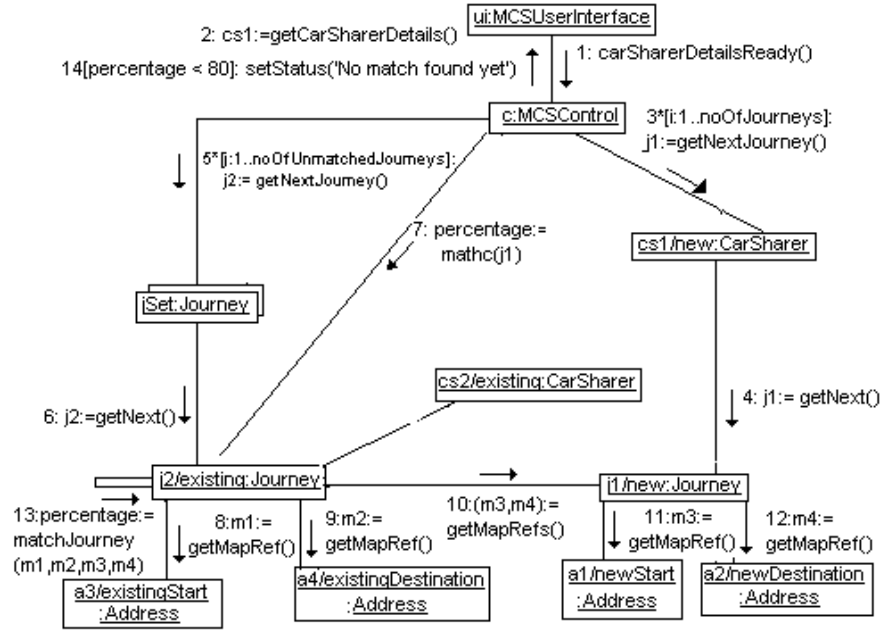 ui:MCSUserInterface
2: cs1:=getCarSharerDetails()
1: carSharerDetailsReady()
14[percentage < 80]: setStatus('No match found yet')
c:MCSControl
3*[i:1..noOfJourneys]:
j1:=getNextJourney()
5*[j:1..noOfUnmatchedJourneys]:
j2:= getNextJourney()
7: percentage:=
mathc(j1)
cs1/new:CarSharer
jSet:Journey
cs2/existing:CarSharer
6: j2:=getNext()
4: j1:= getNext()
j2/existing:Journey
j1/new:Journey
13:percentage:=
matchJourney
(m1,m2,m3,m4)
8:m1:=
getMapRef()
9:m2:=
getMapRef()
10:(m3,m4):=
getMapRefs()
11:m3:=
getMapRef()
12:m4:=
getMapRef()
a3/existingStart
:Address
a4/existingDestination
:Address
a1/newStart
:Address
a2/newDestination
:Address